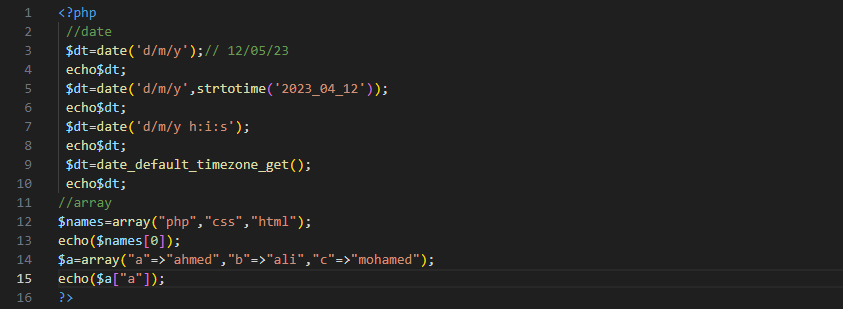 1 <?php
2 //date
3 $dt=date('d/m/y');// 12/05/23
4 echo$dt;
5 $dt=date('d/m/y',strtotime('2023_04_12'));
6 echo$dt;
7 $dt=date('d/m/y h:i:s');
8 echo$dt;
9 $dt=date_default_timezone_get();
10 echo$dt;
11 //array
12 $names=array("php","css","html");
13 echo($names[0]);
14 $a=array("a"=>"ahmed","b"=>"ali","c"=>"mohamed");
15 echo($a["a"]);
16 ?>